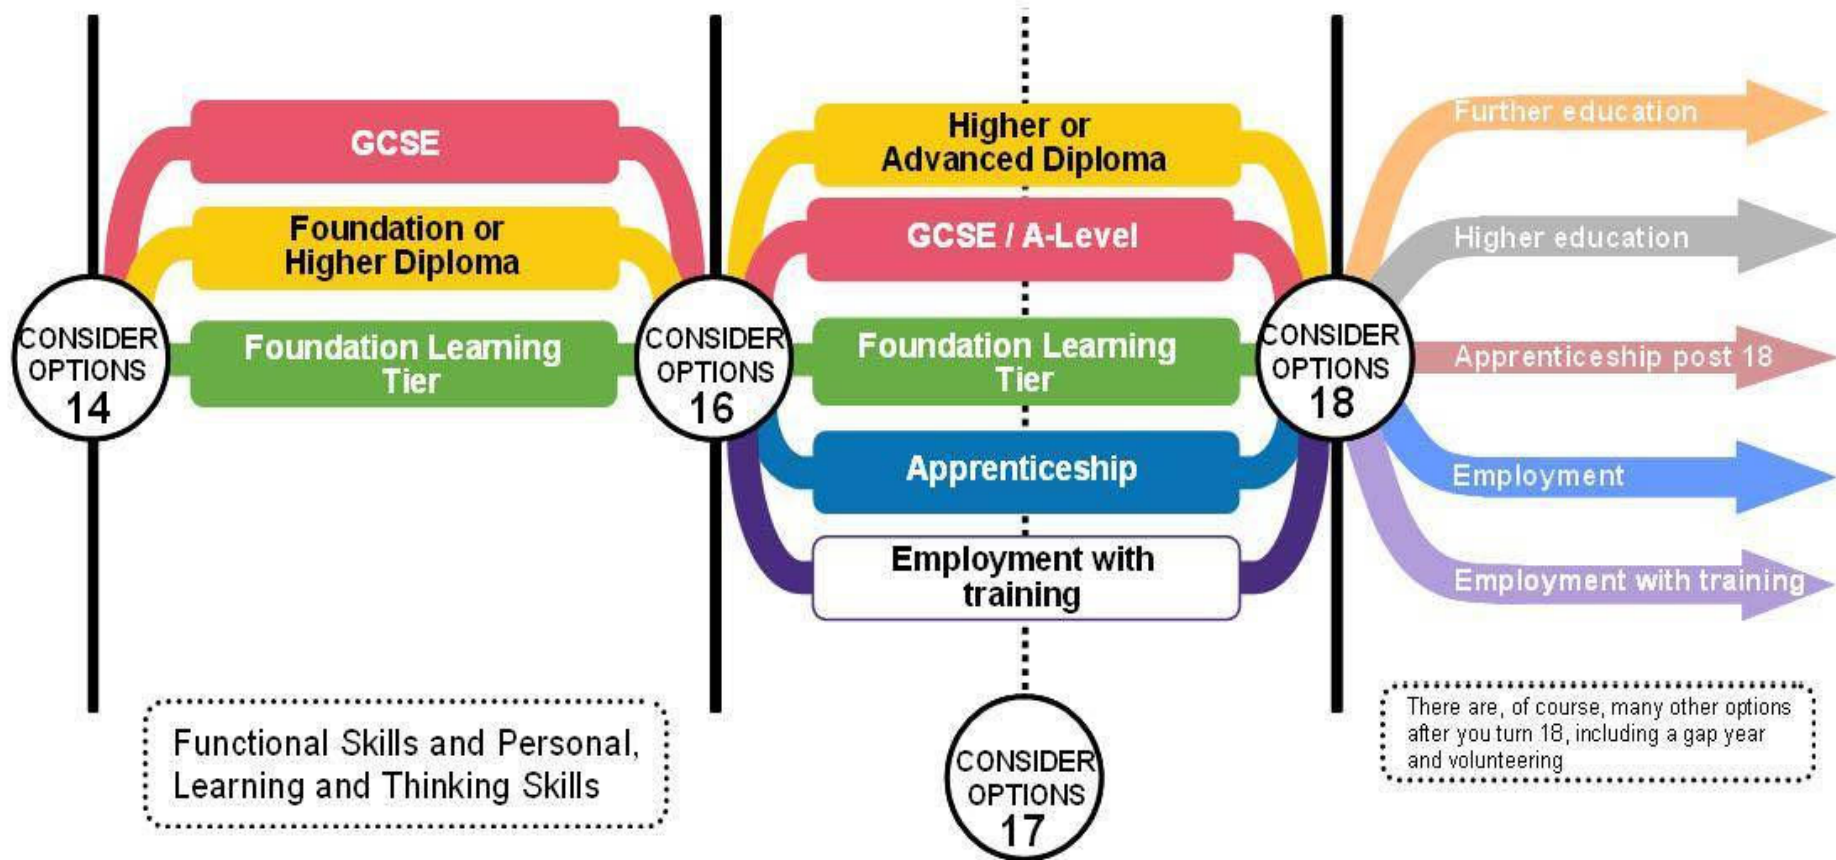 GCSE
Foundation or
Higher Diploma
Foundation Learning
Tier
CONSIDER
OPTIONS
14
Functional Skills and Personal,
Learning and Thinking Skills
CONSIDER
OPTIONS
16
Higher or
Advanced Diploma
GCSE / A-Level
Foundation Learning
Tier
Apprenticeship
Employment with
training
CONSIDER
OPTIONS
17
CONSIDER
OPTIONS
18
Further education
Higher education
Apprenticeship post 18
Employment
Employment with training
There are, of course, many other options
after you turn 18, including a gap year
and volunteering